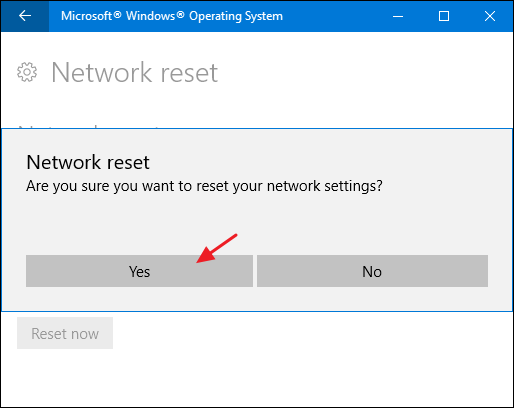 Microsoft® Windows® Operating System
Network reset
Network reset
Are you sure you want to reset your network settings?
Yes
No
Reset now